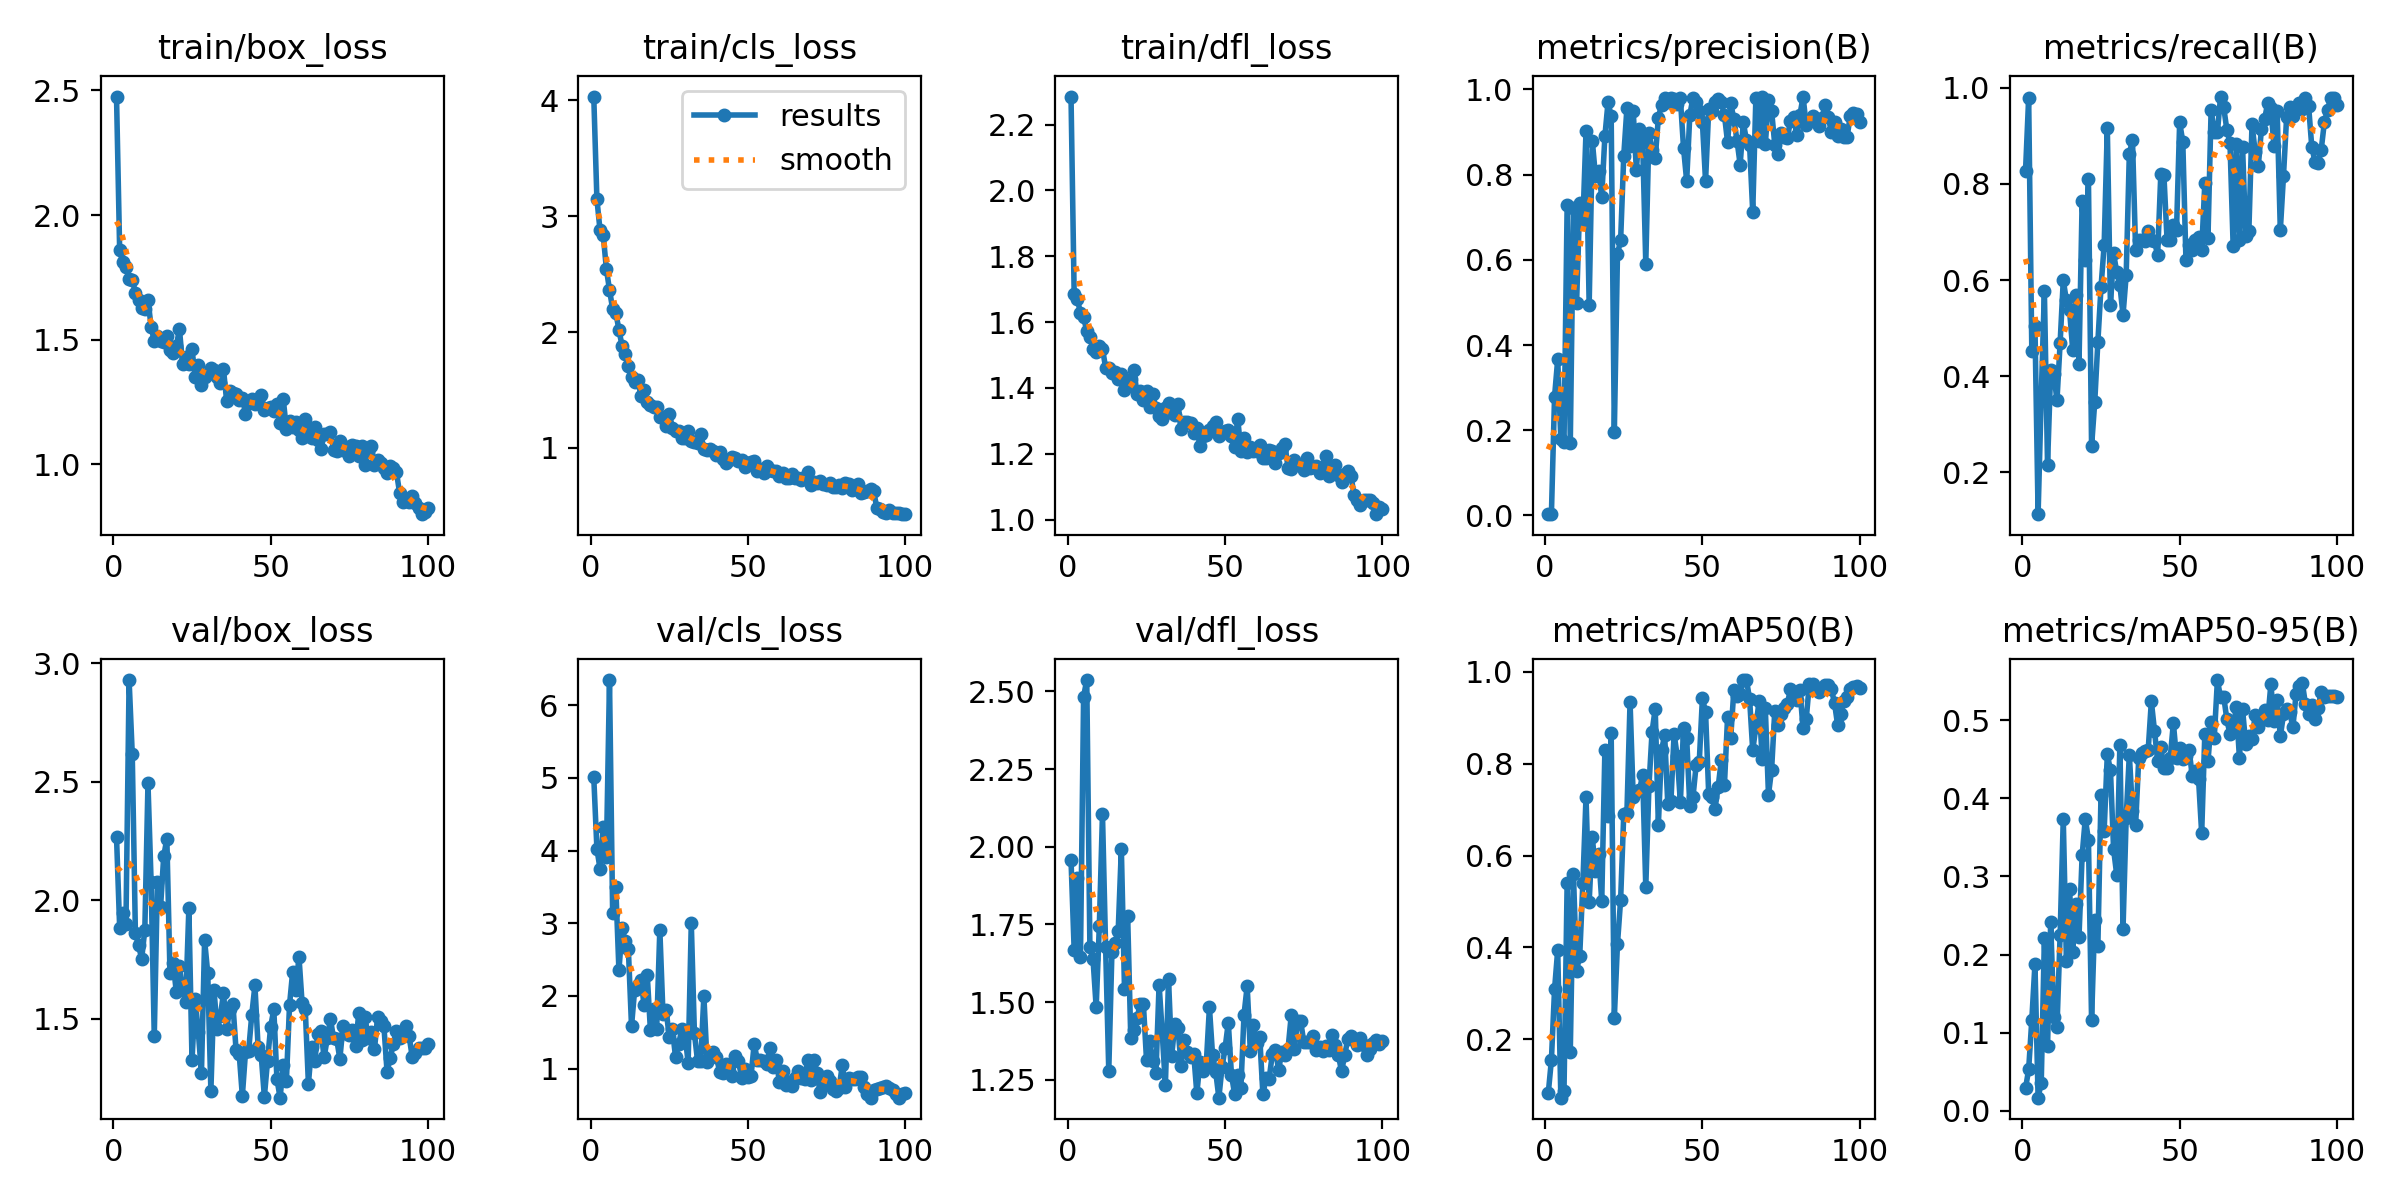 train/box_loss
2.5
2.0
1.5
1.0
0 50 100
train/cls_loss
results
smooth
4
3
2
1
0 50 100
train/dfl_loss
2.2
2.0
1.8
1.6
1.4
1.2
1.0
0 50 100
metrics/precision(B)
1.0
0.8
0.6
0.4
0.2
0.0
0 50 100
metrics/recall(B)
1.0
0.8
0.6
0.4
0.2
0 50 100
val/box_loss
3.0
2.5
2.0
1.5
0 50 100
val/cls_loss
6
5
4
3
2
1
0 50 100
val/dfl_loss
2.50
2.25
2.00
1.75
1.50
1.25
0 50 100
metrics/mAP50(B)
1.0
0.8
0.6
0.4
0.2
0 50 100
metrics/mAP50-95(B)
0.5
0.4
0.3
0.2
0.1
0.0
0 50 100